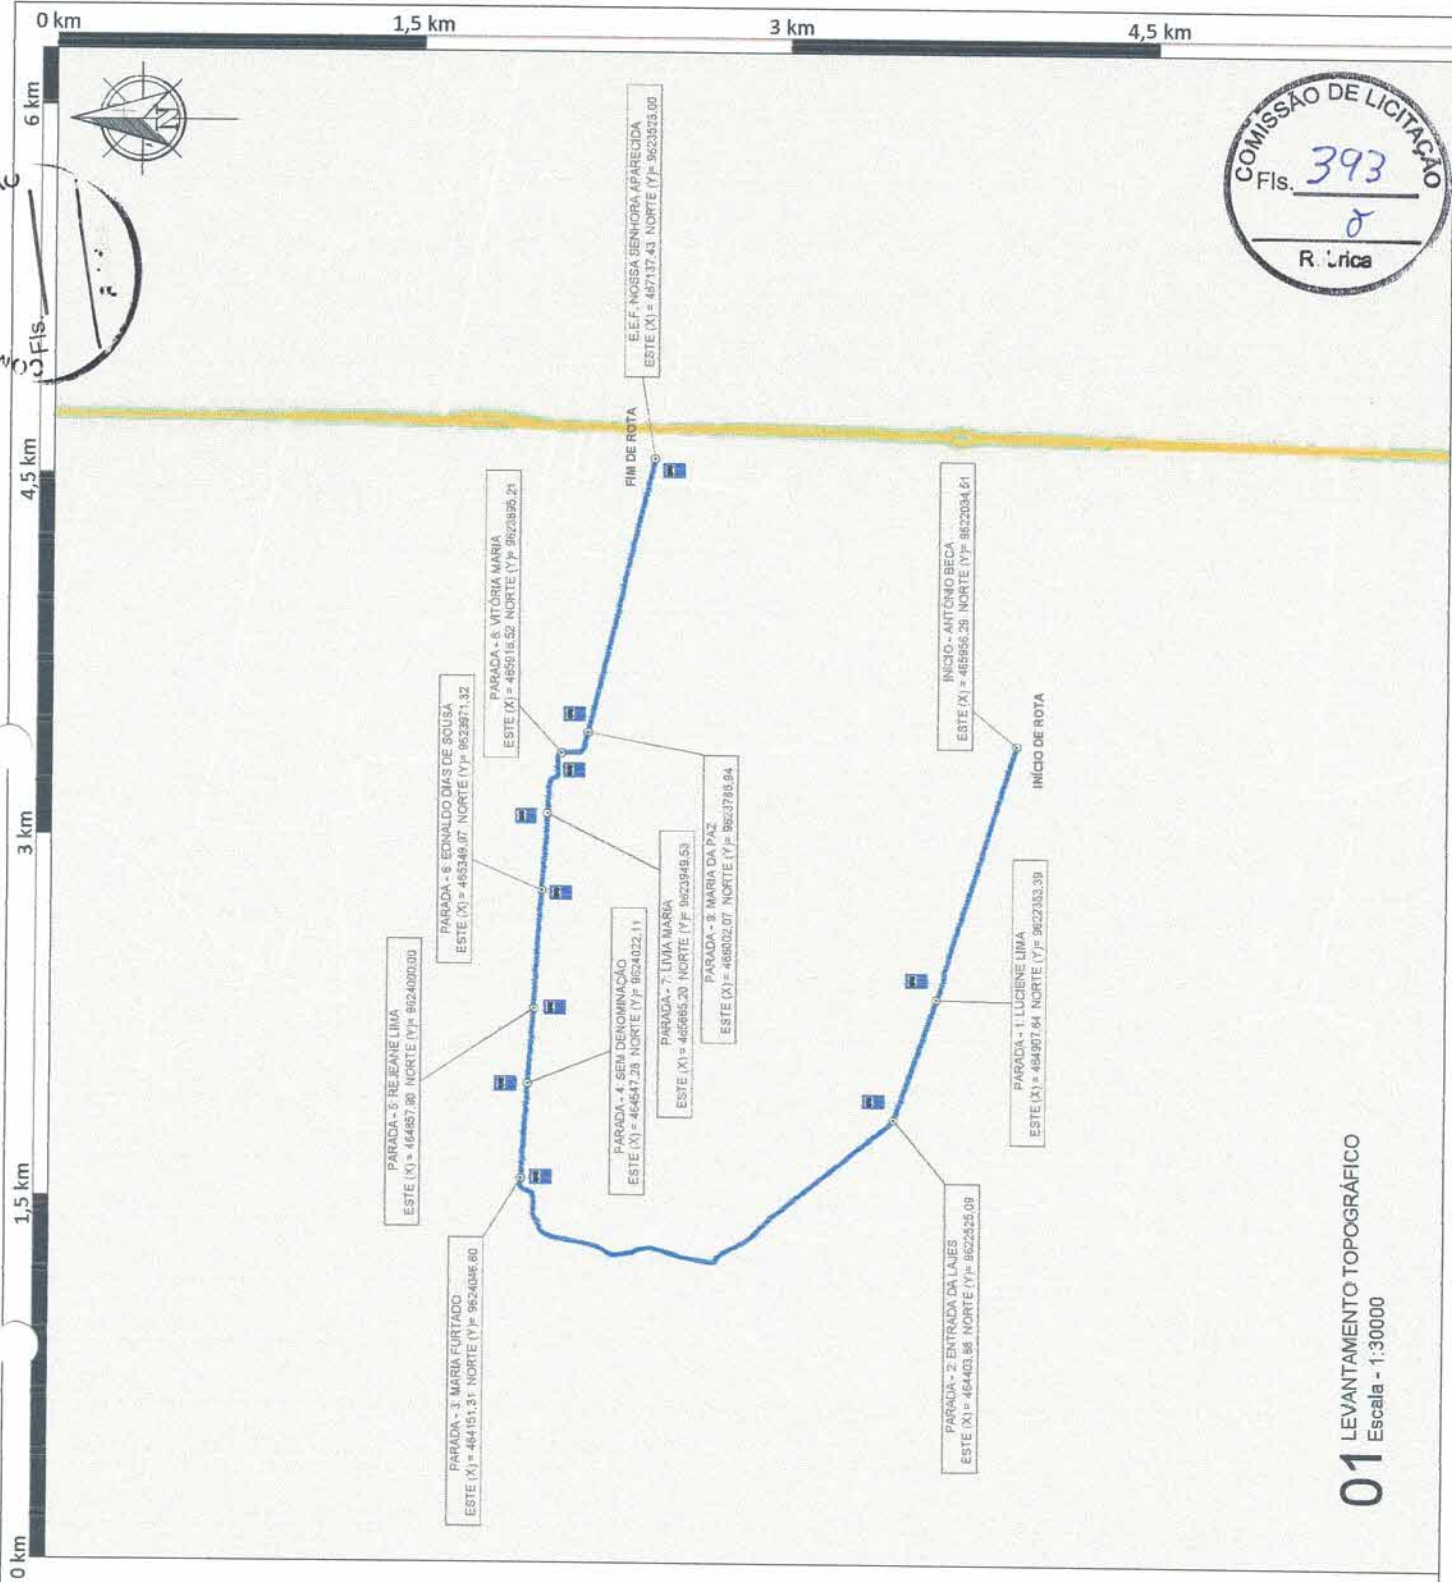 0 km
1,5 km
3 km
4,5 km
6 km
4,5 km
3 km
1,5 km
0 km
N
Fls.
COMISSÃO DE LICITAÇÃO
Fls. 393
E.E.F. NOSSA SENHORA APARECIDA
ESTE (X) = 467137,43 NORTE (Y)= 9623523,00
FIM DE ROTA
PARADA - 8: VITÓRIA MARIA
ESTE (X) = 465918,52 NORTE (Y)= 9623895,21
PARADA - 6: EDNALDO DIAS DE SOUSA
ESTE (X) = 465349,97 NORTE (Y)= 9623971,32
PARADA - 5: REJEANE LIMA
ESTE (X) = 464857,90 NORTE (Y)= 9624000,00
PARADA - 3: MARIA FURTADO
ESTE (X) = 464151,31 NORTE (Y)= 9624046,60
PARADA - 4: SEM DENOMINAÇÃO
ESTE (X) = 464547,28 NORTE (Y)= 9624022,11
PARADA - 7: LIVIA MARIA
ESTE (X) = 465665,20 NORTE (Y)= 9623949,53
PARADA - 9: MARIA DA PAZ
ESTE (X) = 466002,07 NORTE (Y)= 9623786,94
INÍCIO - ANTÔNIO BECA
ESTE (X) = 465956,29 NORTE (Y)= 9622034,51
INÍCIO DE ROTA
PARADA - 1: LUCIENE LIMA
ESTE (X) = 464907,64 NORTE (Y)= 9622353,39
PARADA - 2: ENTRADA DA LAJES
ESTE (X) = 464403,88 NORTE (Y)= 9622525,09
01 LEVANTAMENTO TOPOGRÁFICO
Escala - 1:30000